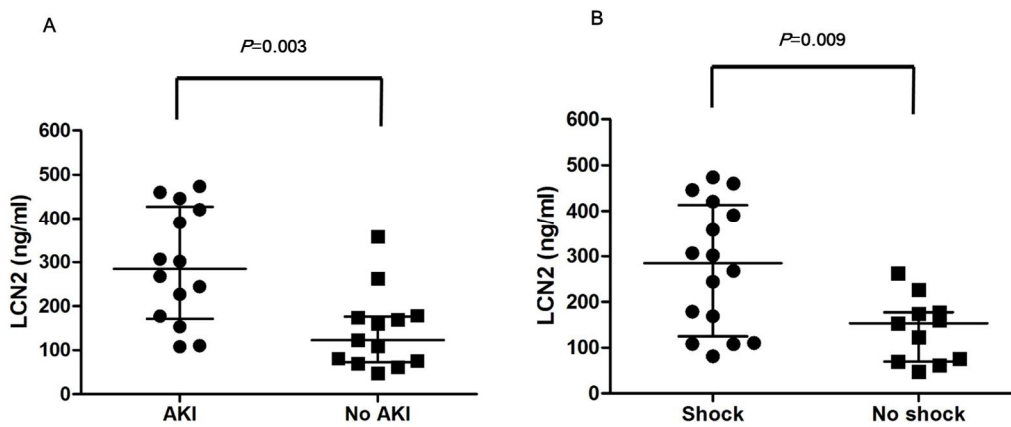 A
P=0.003
LCN2 (ng/ml)
600
500
400
300
200
100
0
AKI
No AKI
B
P=0.009
LCN2 (ng/ml)
600
500
400
300
200
100
0
Shock
No shock